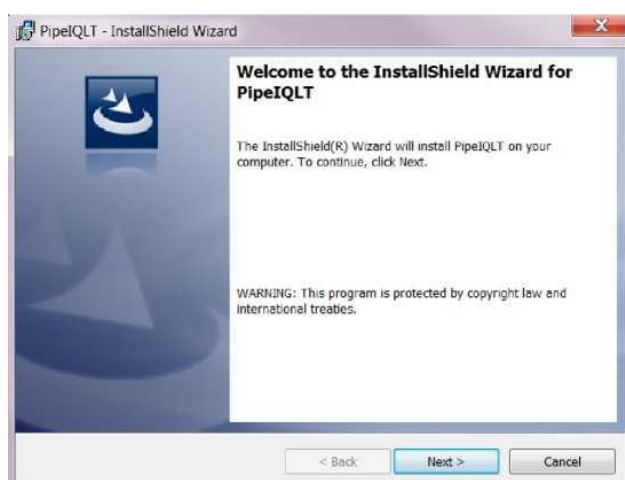 PipeIQLT - InstallShield Wizard
Welcome to the InstallShield Wizard for
PipeIQLT
The InstallShield(R) Wizard will install PipeIQLT on your
computer. To continue, click Next.
WARNING: This program is protected by copyright law and
international treaties.
< Back
Next >
Cancel